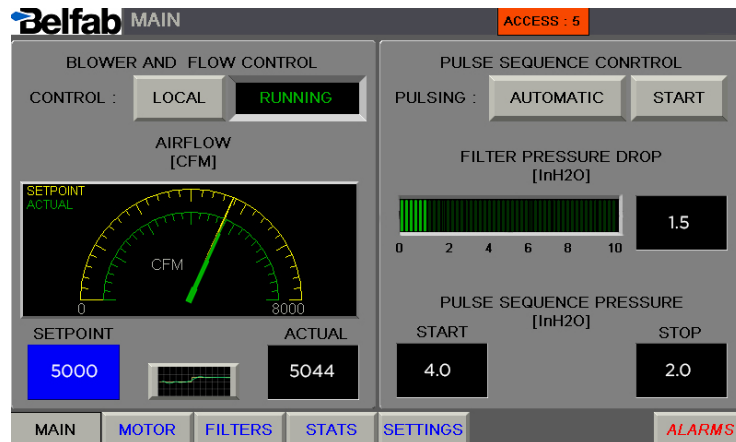 Belfab MAIN ACCESS : 5
BLOWER AND FLOW CONTROL
CONTROL : LOCAL RUNNING
AIRFLOW
[CFM]
SETPOINT
ACTUAL
CFM
0 8000
SETPOINT ACTUAL
5000 5044
PULSE SEQUENCE CONRTROL
PULSING : AUTOMATIC START
FILTER PRESSURE DROP
[InH2O]
1.5
0 2 4 6 8 10
PULSE SEQUENCE PRESSURE
[InH2O]
START STOP
4.0 2.0
MAIN MOTOR FILTERS STATS SETTINGS ALARMS